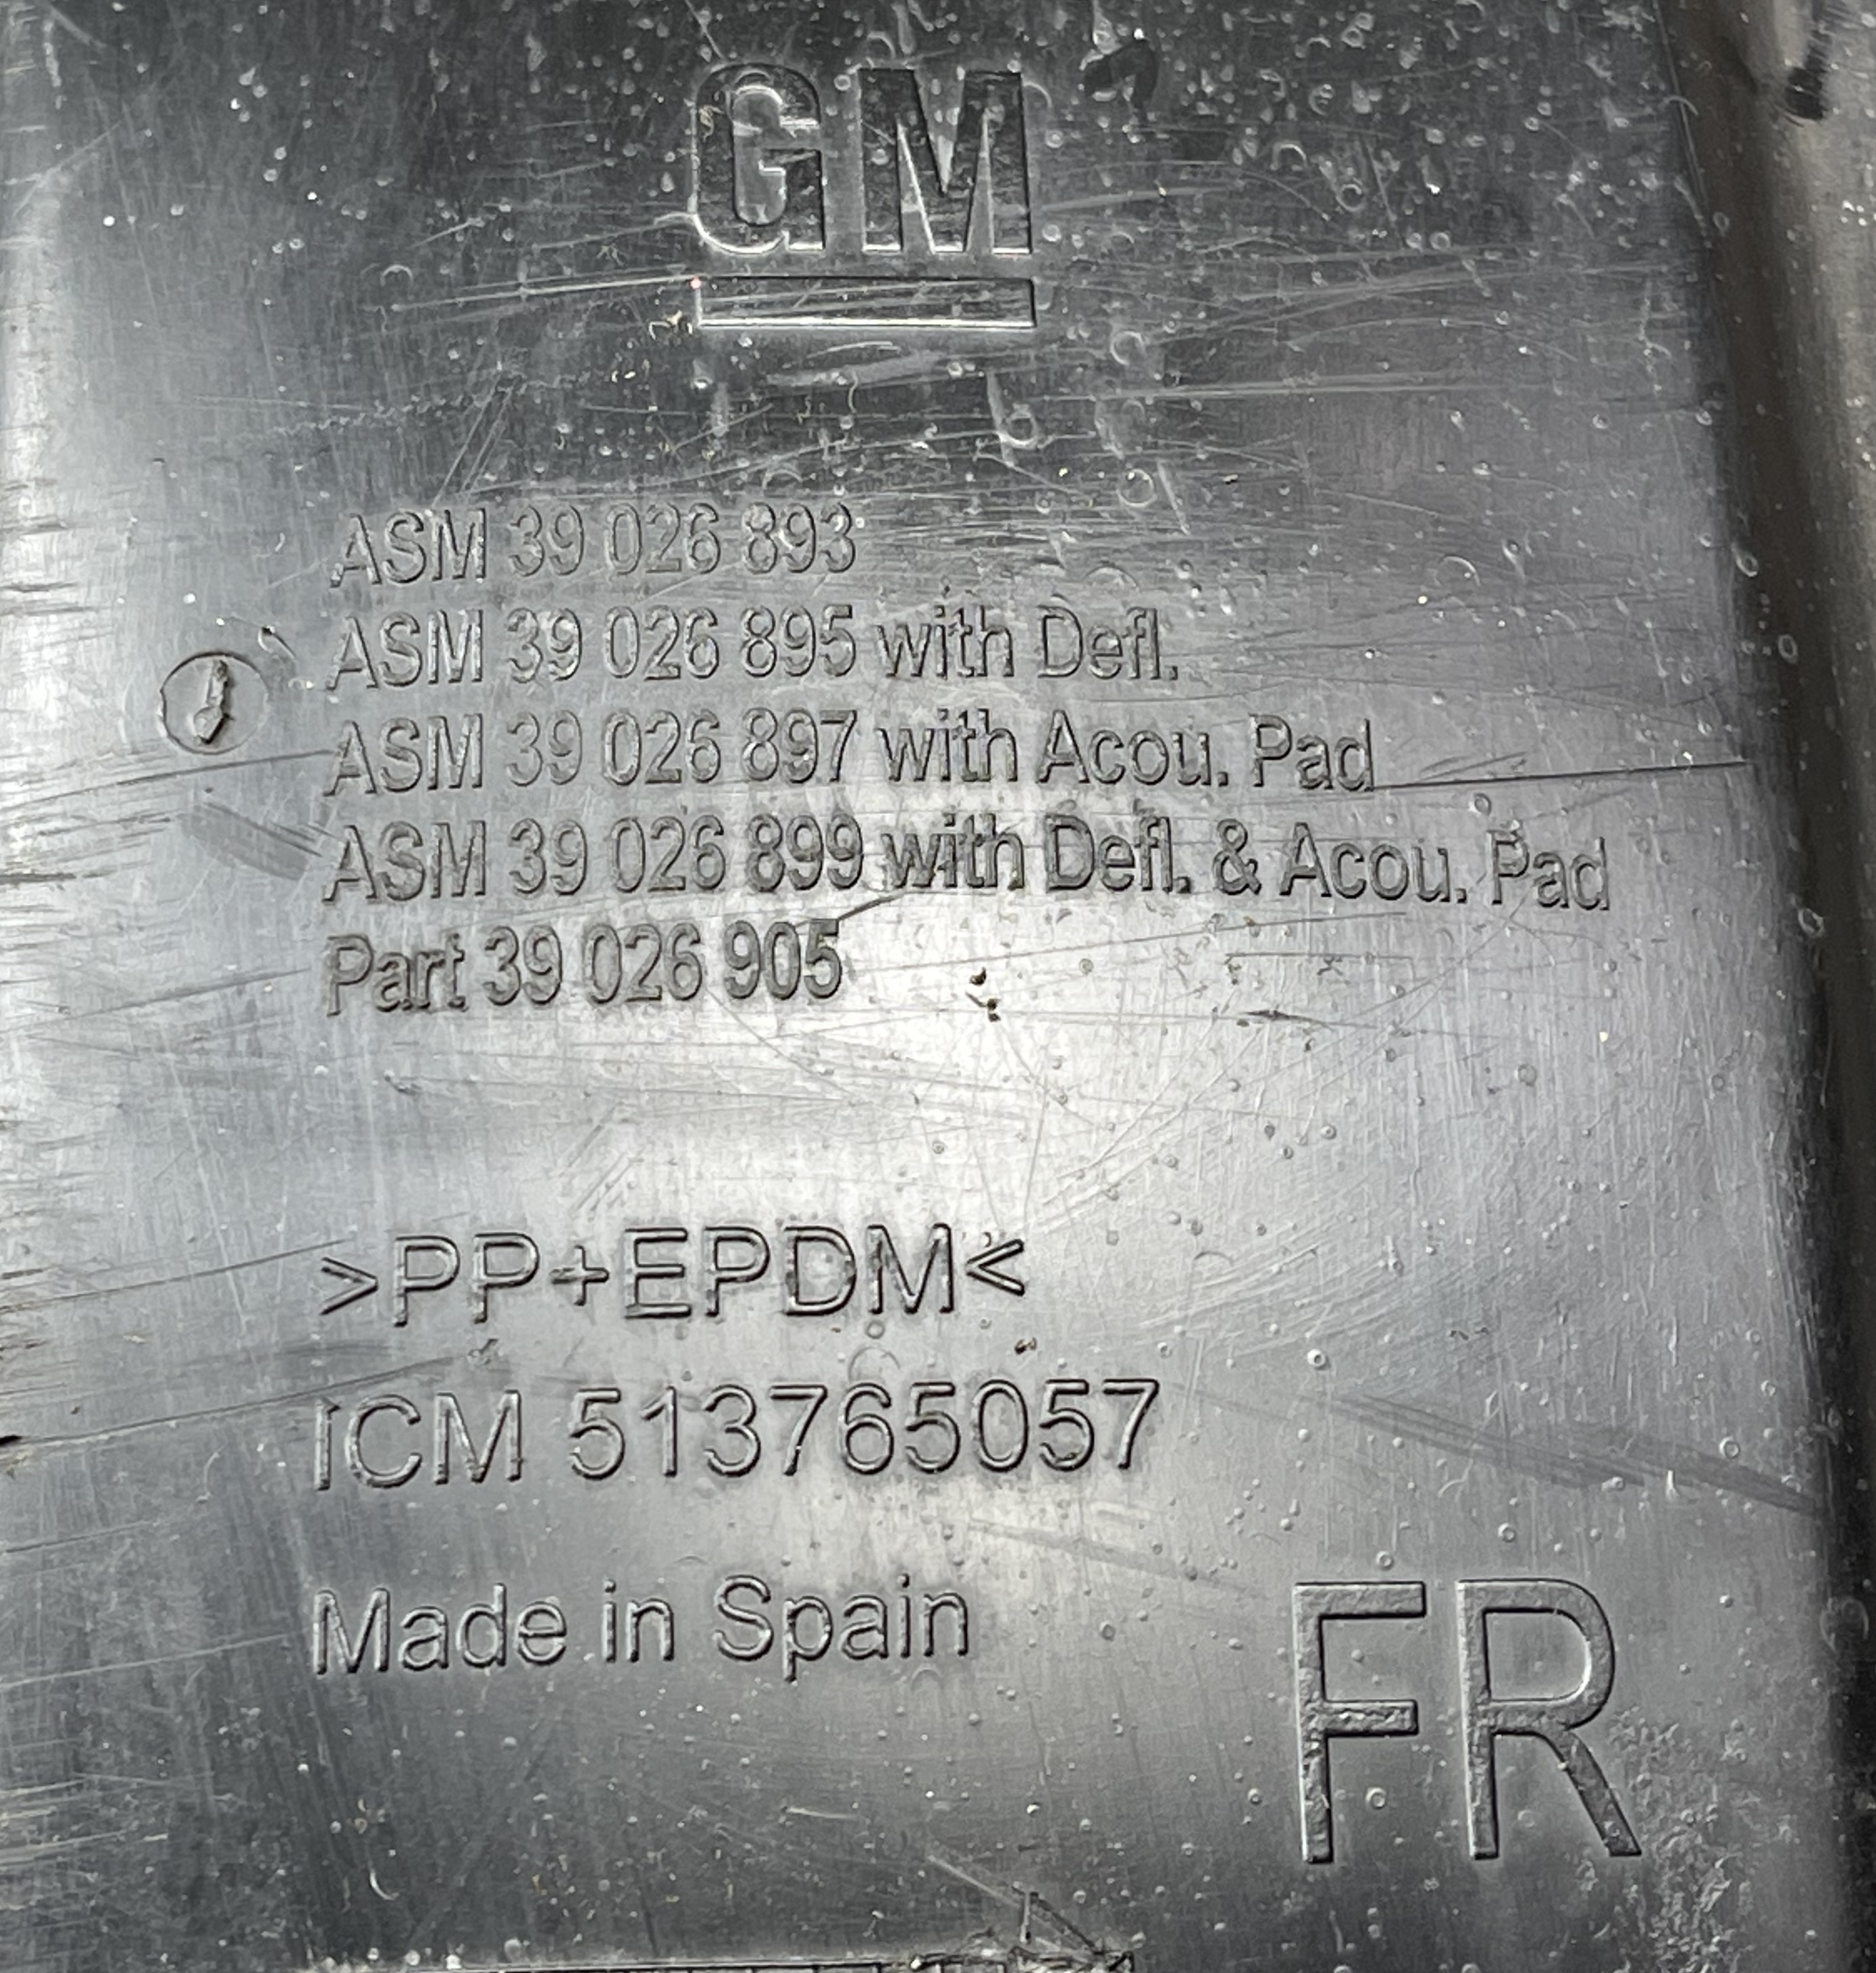 GM
ASM 39 026 893
ASM 39 026 895 with Defl.
ASM 39 026 897 with Acou. Pad
ASM 39 026 899 with Defl. & Acou. Pad
Part 39 026 905
>PP+EPDM<
ICM 513765057
Made in Spain
FR